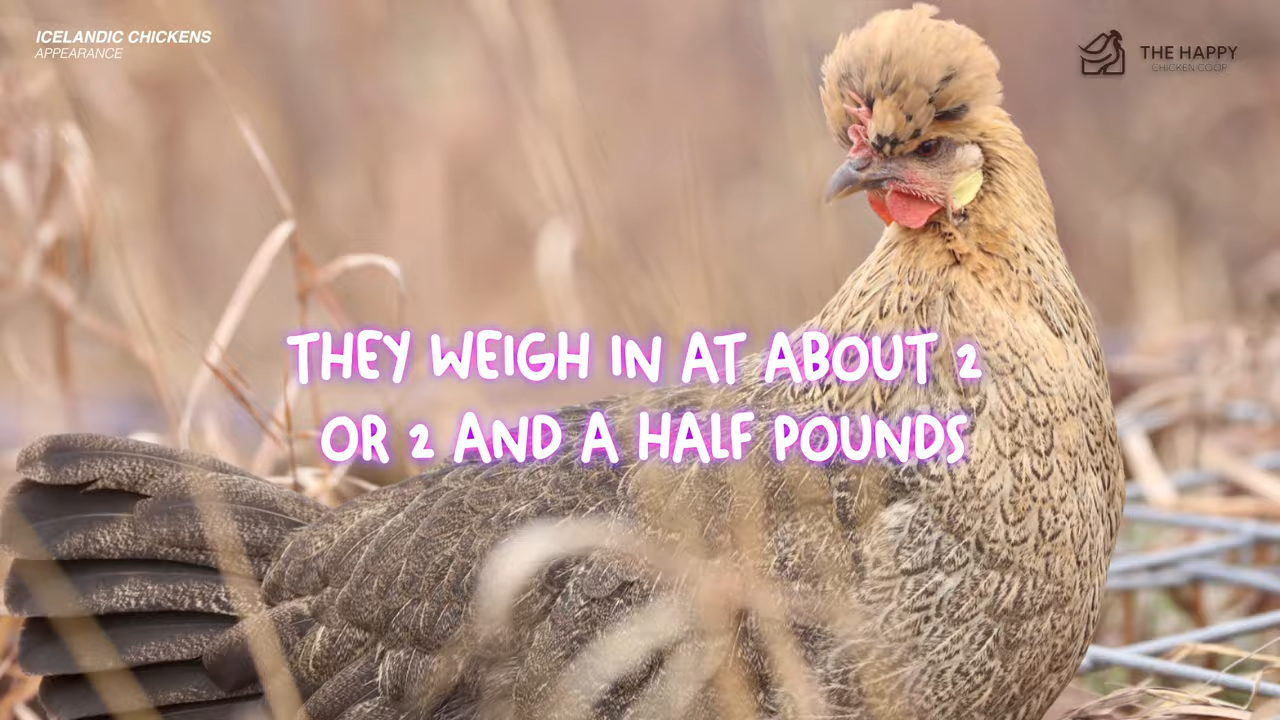 ICELANDIC CHICKENS
APPEARANCE
THE HAPPY
CHICKEN COOP
THEY WEIGH IN AT ABOUT 2
OR 2 AND A HALF POUNDS